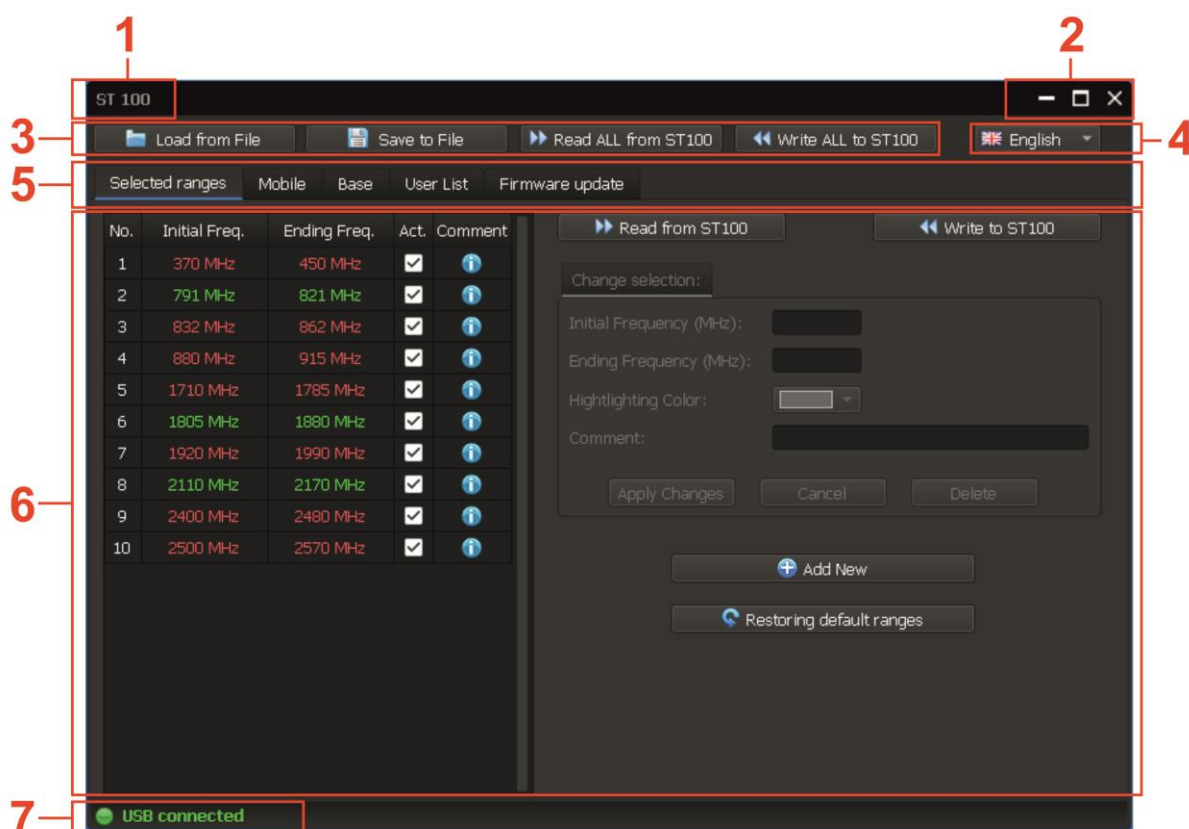 1
2
ST 100
3
Load from File
Save to File
Read ALL from ST100
Write ALL to ST100
English
4
5
Selected ranges
Mobile
Base
User List
Firmware update
No. Initial Freq. Ending Freq. Act. Comment
1 370 MHz 450 MHz
2 791 MHz 821 MHz
3 832 MHz 862 MHz
4 880 MHz 915 MHz
5 1710 MHz 1785 MHz
6 1805 MHz 1880 MHz
7 1920 MHz 1990 MHz
8 2110 MHz 2170 MHz
9 2400 MHz 2480 MHz
10 2500 MHz 2570 MHz
6
Read from ST100
Write to ST100
Change selection:
Initial Frequency (MHz):
Ending Frequency (MHz):
Hightlighting Color:
Comment:
Apply Changes
Cancel
Delete
Add New
Restoring default ranges
7
USB connected